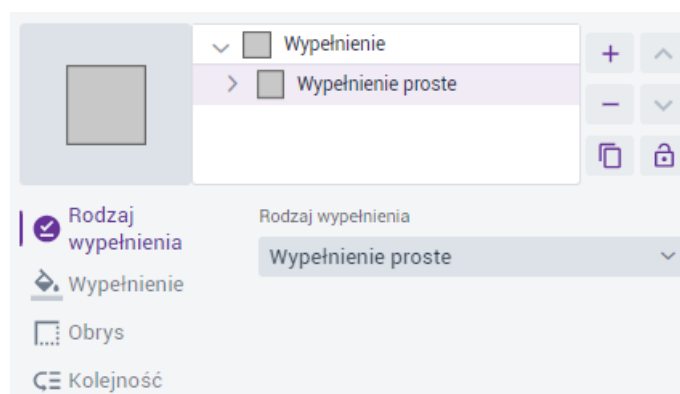 Wypełnienie
Wypełnienie proste
Rodzaj
wypełnienia
Rodzaj wypełnienia
Wypełnienie proste
Wypełnienie
Obrys
Kolejność